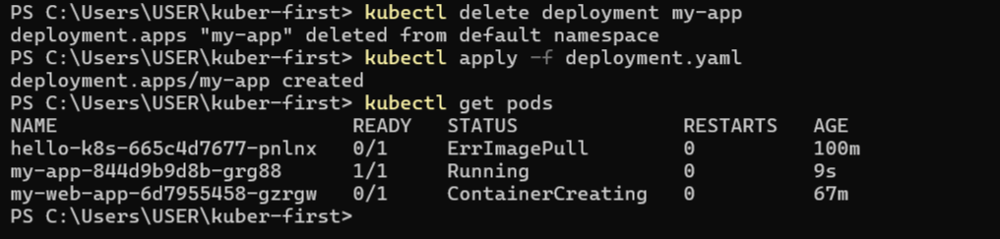 PS C:\Users\USER\kuber-first> kubectl delete deployment my-app
deployment.apps "my-app" deleted from default namespace
PS C:\Users\USER\kuber-first> kubectl apply -f deployment.yaml
deployment.apps/my-app created
PS C:\Users\USER\kuber-first> kubectl get pods
NAME READY STATUS RESTARTS AGE
hello-k8s-665c4d7677-pnlnx 0/1 ErrImagePull 0 100m
my-app-844d9b9d8b-grg88 1/1 Running 0 9s
my-web-app-6d7955458-gzrgw 0/1 ContainerCreating 0 67m
PS C:\Users\USER\kuber-first>